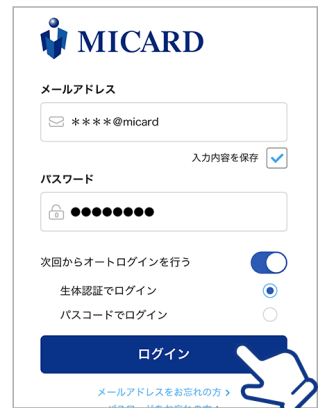 MICARD
メールアドレス
＊＊＊＊@micard
入力内容を保存
パスワード
●●●●●●●●
次回からオートログインを行う
生体認証でログイン
パスコードでログイン
ログイン
メールアドレスをお忘れの方 >